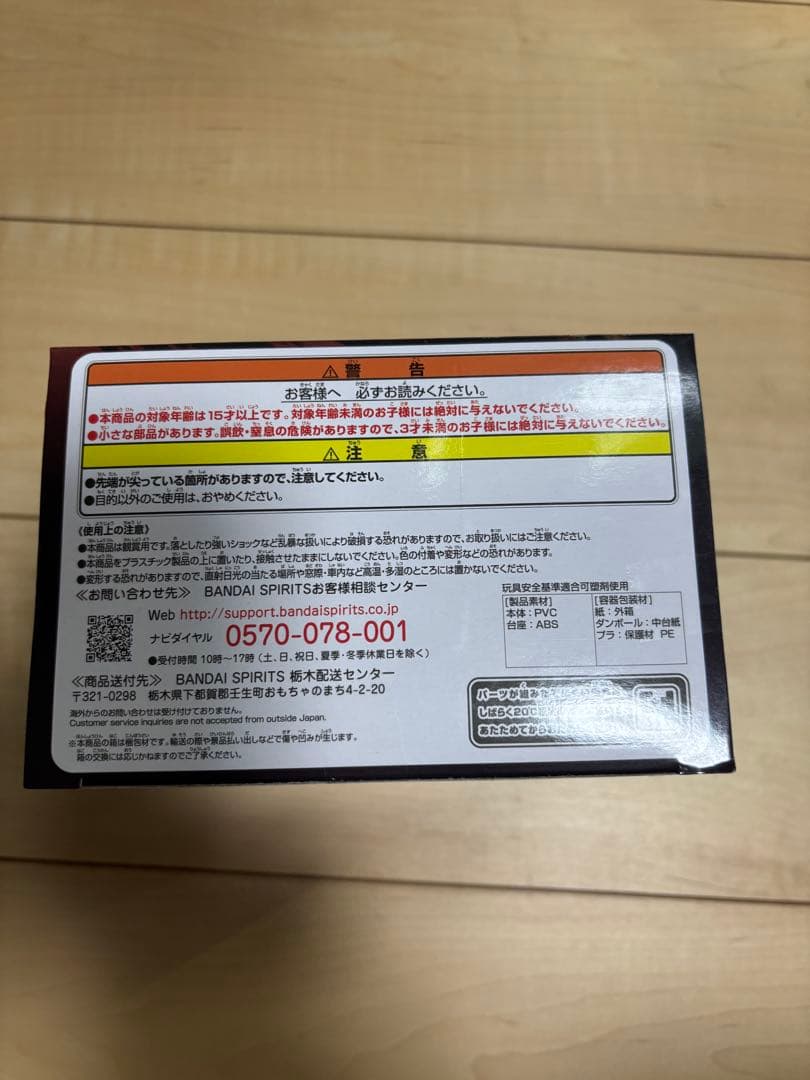 ⚠警 告
お客様へ 必ずお読みください。
●本商品の対象年齢は15才以上です。対象年齢未満のお子様には絶対に与えないでください。
●小さな部品があります。誤飲・窒息の危険がありますので、3才未満のお子様には絶対に与えないでください。
⚠注 意
●先端が尖っている箇所がありますので、注意してください。
●目的以外のご使用は、おやめください。
《使用上の注意》
●本商品は観賞用です。落としたり強いショックなど乱暴な扱いにより破損する恐れがありますので、お取り扱いにはご注意ください。
●本商品をプラスチック製品の上に置いたり、接触させたままにしないでください。色の付着や変形などの恐れがあります。
●変形する恐れがありますので、直射日光の当たる場所や窓際・車内など高温・多湿のところには置かないでください。
≪お問い合わせ先≫ BANDAI SPIRITSお客様相談センター
Web http://support.bandaispirits.co.jp
ナビダイヤル 0570-078-001
●受付時間 10時~17時(土、日、祝日、夏季・冬季休業日を除く)
≪商品送付先≫ BANDAI SPIRITS 栃木配送センター
〒321-0298 栃木県下都賀郡壬生町おもちゃのまち4-2-20
海外からのお問い合わせは受け付けておりません。
Customer service inquiries are not accepted from outside Japan.
※本商品の箱は梱包材です。輸送の際や景品払い出しなどで傷や凹みが生じます。
箱の交換には応じかねますのでご了承ください。
玩具安全基準適合可塑剤使用
[製品素材]
本体:PVC
台座:ABS
[容器包装材]
紙:外箱
ダンボール:中台紙
プラ:保護材 PE
パーツが組み
しばらく20℃
あたためてから